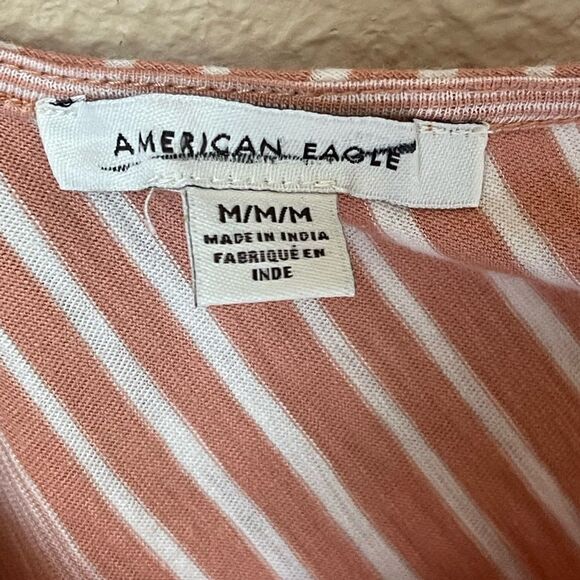 AMERICAN EAGLE
M/M/M
MADE IN INDIA
FABRIQUÉ EN
INDE